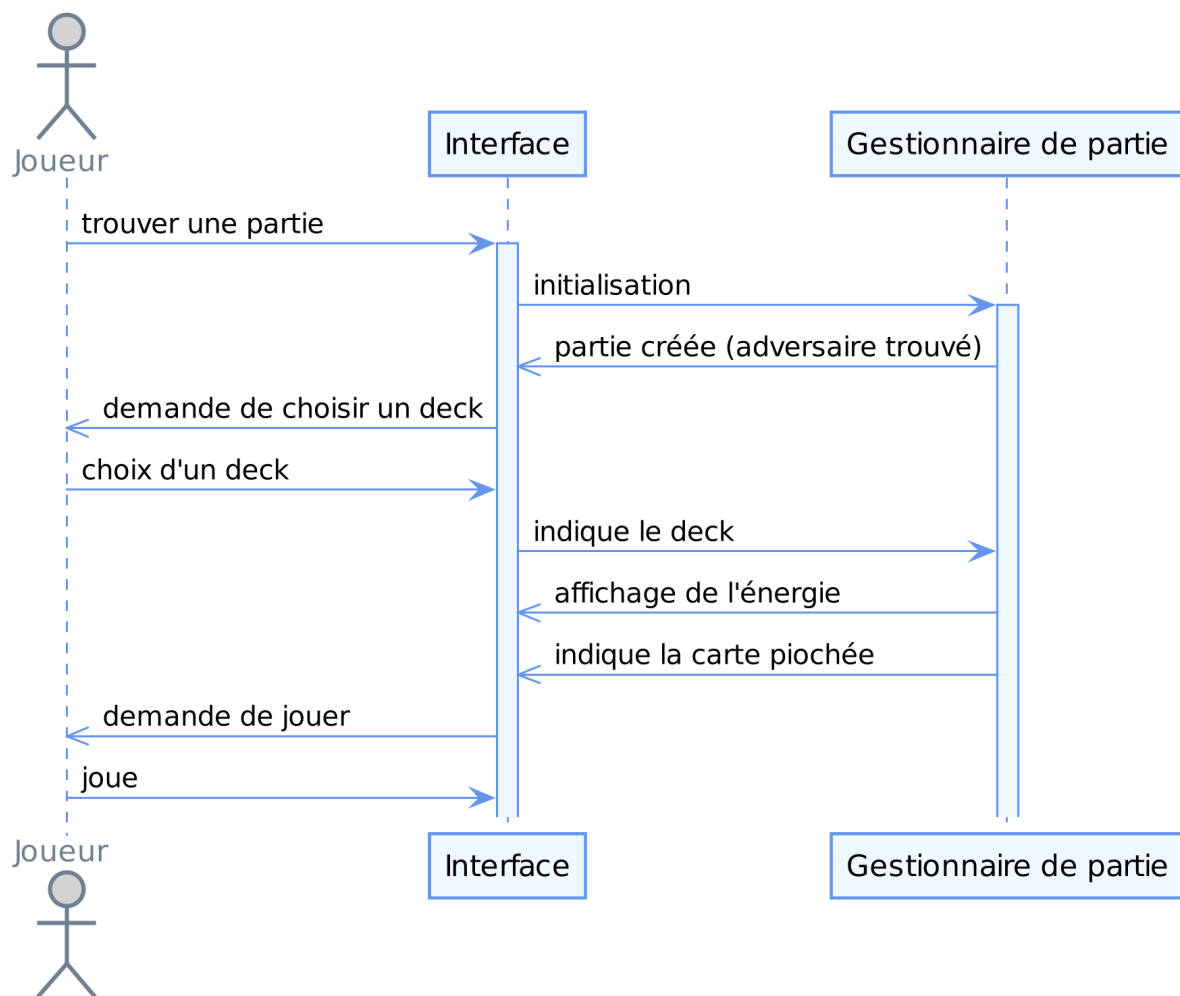 Joueur
Interface
Gestionnaire de partie
trouver une partie
initialisation
partie créée (adversaire trouvé)
demande de choisir un deck
choix d'un deck
indique le deck
affichage de l'énergie
indique la carte piochée
demande de jouer
joue
Joueur
Interface
Gestionnaire de partie